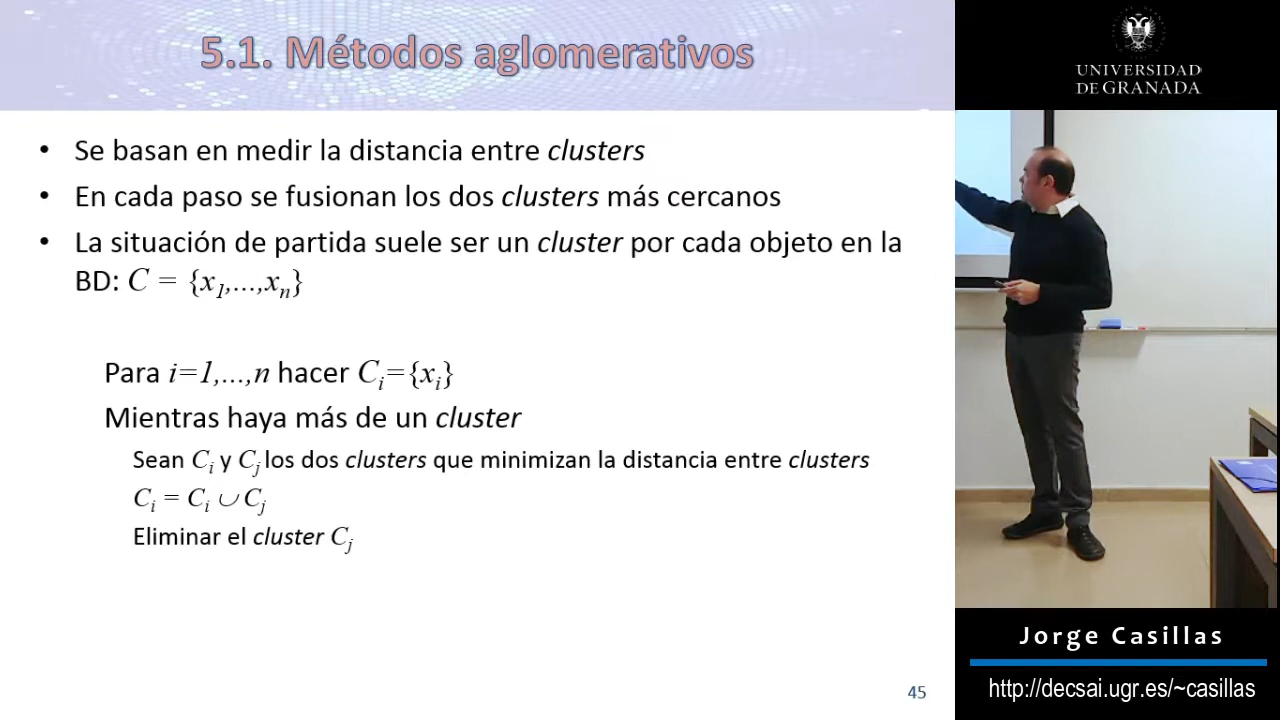 5.1. Métodos aglomerativos
• Se basan en medir la distancia entre clusters
• En cada paso se fusionan los dos clusters más cercanos
• La situación de partida suele ser un cluster por cada objeto en la
BD: C = {x1,...,xn}
Para i=1,...,n hacer Ci={xi}
Mientras haya más de un cluster
Sean Ci y Cj los dos clusters que minimizan la distancia entre clusters
Ci = Ci ∪ Cj
Eliminar el cluster Cj
45
UNIVERSIDAD
DE GRANADA
Jorge Casillas
http://decsai.ugr.es/~casillas